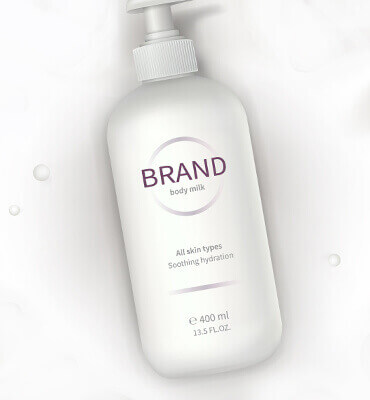 BRAND
body milk
All skin types
Soothing hydration
℮ 400 ml
13.5 FL.OZ.